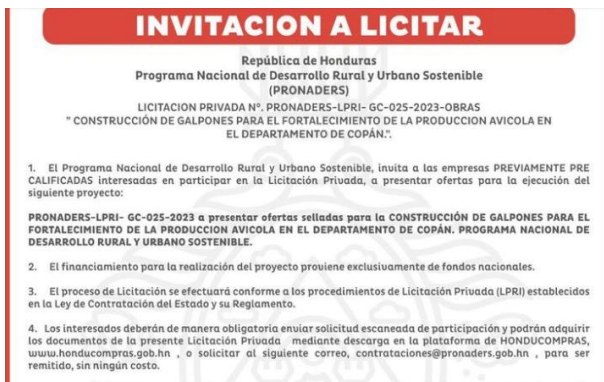 INVITACION A LICITAR
República de Honduras
Programa Nacional de Desarrollo Rural y Urbano Sostenible
(PRONADERS)
LICITACION PRIVADA Nº. PRONADERS-LPRI- GC-025-2023-OBRAS
" CONSTRUCCIÓN DE GALPONES PARA EL FORTALECIMIENTO DE LA PRODUCCION AVICOLA EN
EL DEPARTAMENTO DE COPÁN.".
1. El Programa Nacional de Desarrollo Rural y Urbano Sostenible, invita a las empresas PREVIAMENTE PRE
CALIFICADAS interesadas en participar en la Licitación Privada, a presentar ofertas para la ejecución del
siguiente proyecto:
PRONADERS-LPRI- GC-025-2023 a presentar ofertas selladas para la CONSTRUCCIÓN DE GALPONES PARA EL
FORTALECIMIENTO DE LA PRODUCCION AVICOLA EN EL DEPARTAMENTO DE COPÁN. PROGRAMA NACIONAL DE
DESARROLLO RURAL Y URBANO SOSTENIBLE.
2. El financiamiento para la realización del proyecto proviene exclusivamente de fondos nacionales.
3. El proceso de Licitación se efectuará conforme a los procedimientos de Licitación Privada (LPRI) establecidos
en la Ley de Contratación del Estado y su Reglamento.
4. Los interesados deberán de manera obligatoria enviar solicitud escaneada de participación y podrán adquirir
los documentos de la presente Licitación Privada mediante descarga en la plataforma de HONDUCOMPRAS,
www.honducompras.gob.hn , o solicitar al siguiente correo, contrataciones@pronaders.gob.hn , para ser
remitido, sin ningún costo.